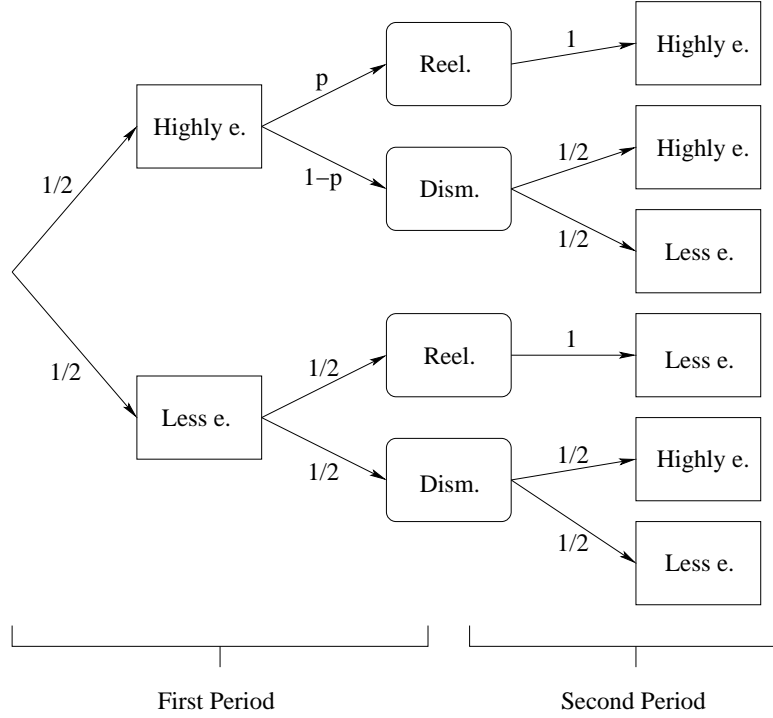 Highly e.
Reel.
1
p
Highly e.
1/2
1−p
Dism.
1/2
Highly e.
1/2
Less e.
1/2
Less e.
1/2
Reel.
1
Less e.
1/2
Dism.
1/2
Highly e.
1/2
Less e.
First Period
Second Period